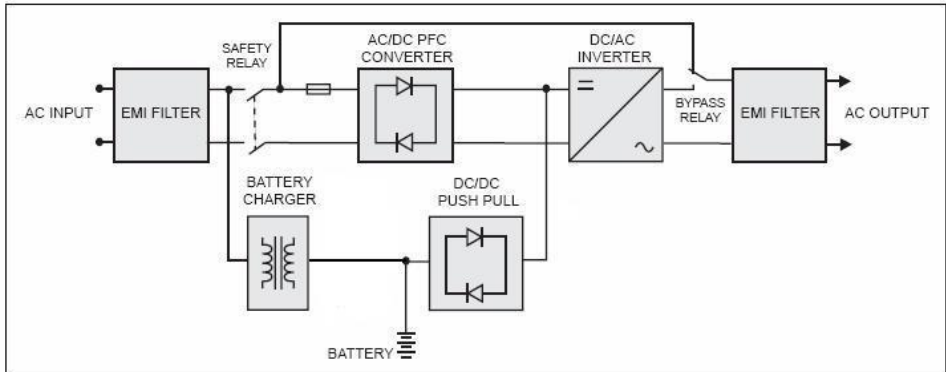 SAFETY
RELAY
AC/DC PFC
CONVERTER
DC/AC
INVERTER
AC INPUT
EMI FILTER
BYPASS
RELAY
EMI FILTER
AC OUTPUT
BATTERY
CHARGER
DC/DC
PUSH PULL
BATTERY